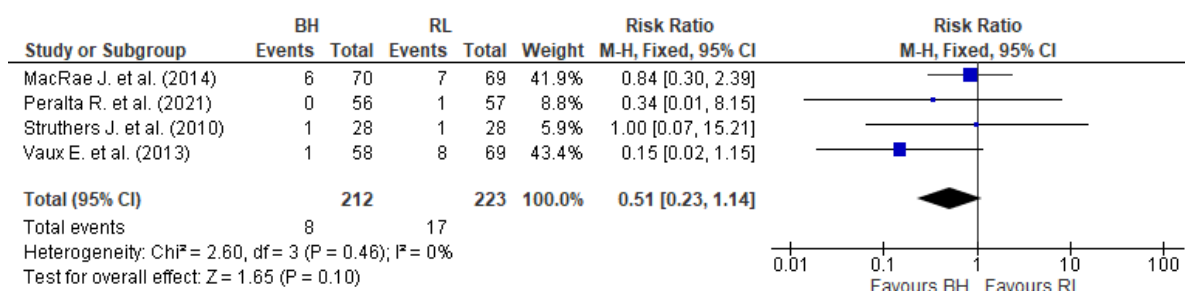 BH RL Risk Ratio Risk Ratio
Study or Subgroup Events Total Events Total Weight M-H, Fixed, 95% CI M-H, Fixed, 95% CI
MacRae J. et al. (2014) 6 70 7 69 41.9% 0.84 [0.30, 2.39]
Peralta R. et al. (2021) 0 56 1 57 8.8% 0.34 [0.01, 8.15]
Struthers J. et al. (2010) 1 28 1 28 5.9% 1.00 [0.07, 15.21]
Vaux E. et al. (2013) 1 58 8 69 43.4% 0.15 [0.02, 1.15]
Total (95% CI) 212 223 100.0% 0.51 [0.23, 1.14]
Total events 8 17
Heterogeneity: Chi² = 2.60, df = 3 (P = 0.46); I² = 0%
Test for overall effect: Z = 1.65 (P = 0.10)
0.01 0.1 1 10 100
Favours BH Favours RL